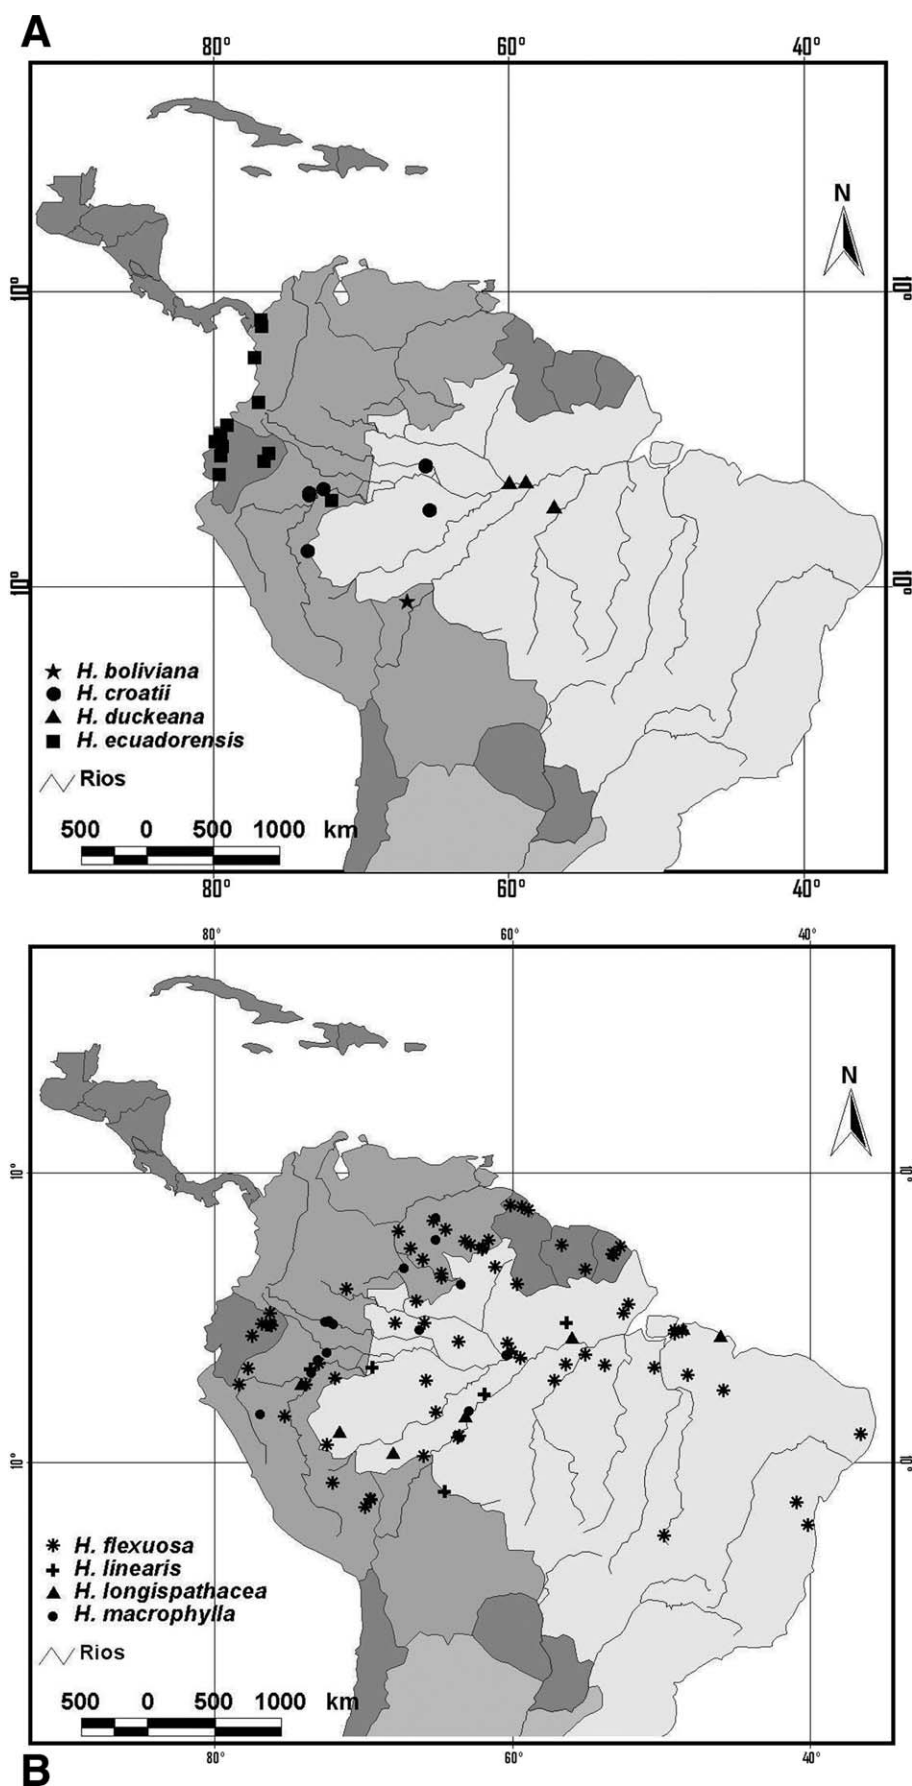 A
80° 60° 40°
N
10° 10°
10° 10°
H. boliviana
H. croatii
H. duckeana
H. ecuadorensis
Rios
500 0 500 1000 km
80° 60° 40°
80° 60° 40°
N
10°
10°
H. flexuosa
H. linearis
H. longispathacea
H. macrophylla
Rios
500 0 500 1000 km
80° 60° 40°
B